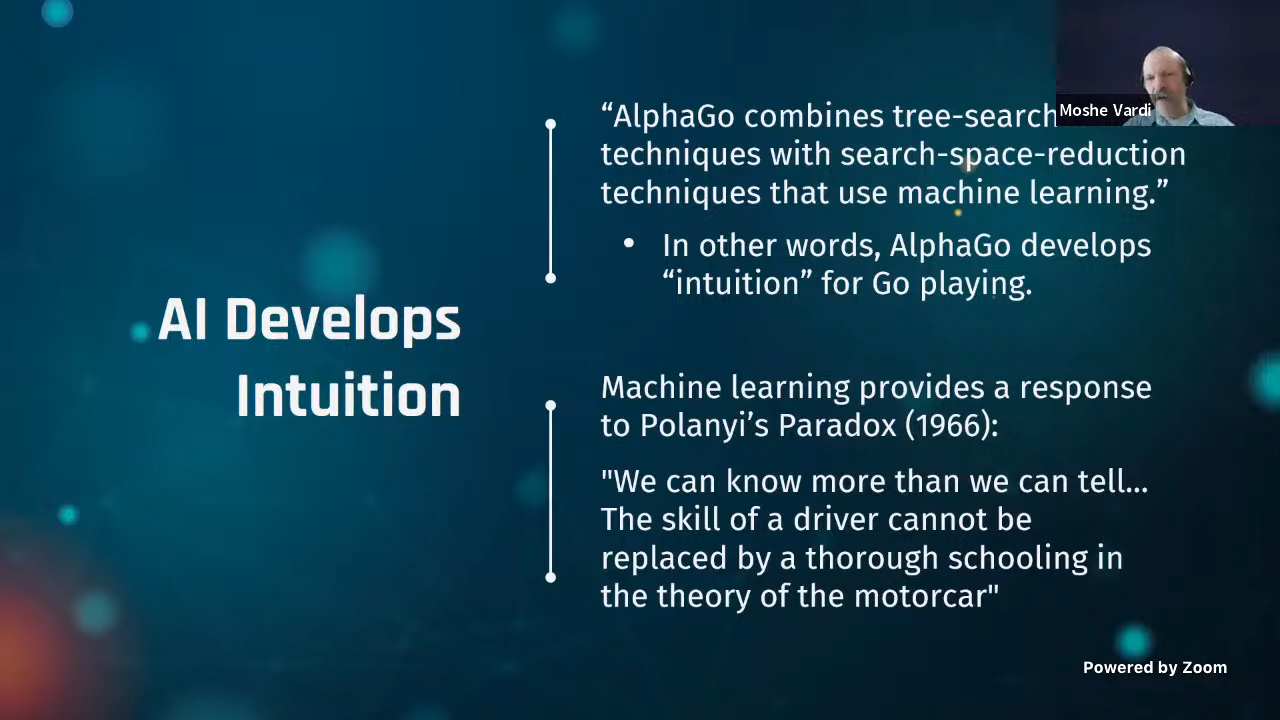 Moshe Vardi
“AlphaGo combines tree-search
techniques with search-space-reduction
techniques that use machine learning.”
• In other words, AlphaGo develops
“intuition” for Go playing.
AI Develops
Intuition
Machine learning provides a response
to Polanyi’s Paradox (1966):
"We can know more than we can tell...
The skill of a driver cannot be
replaced by a thorough schooling in
the theory of the motorcar"
Powered by Zoom